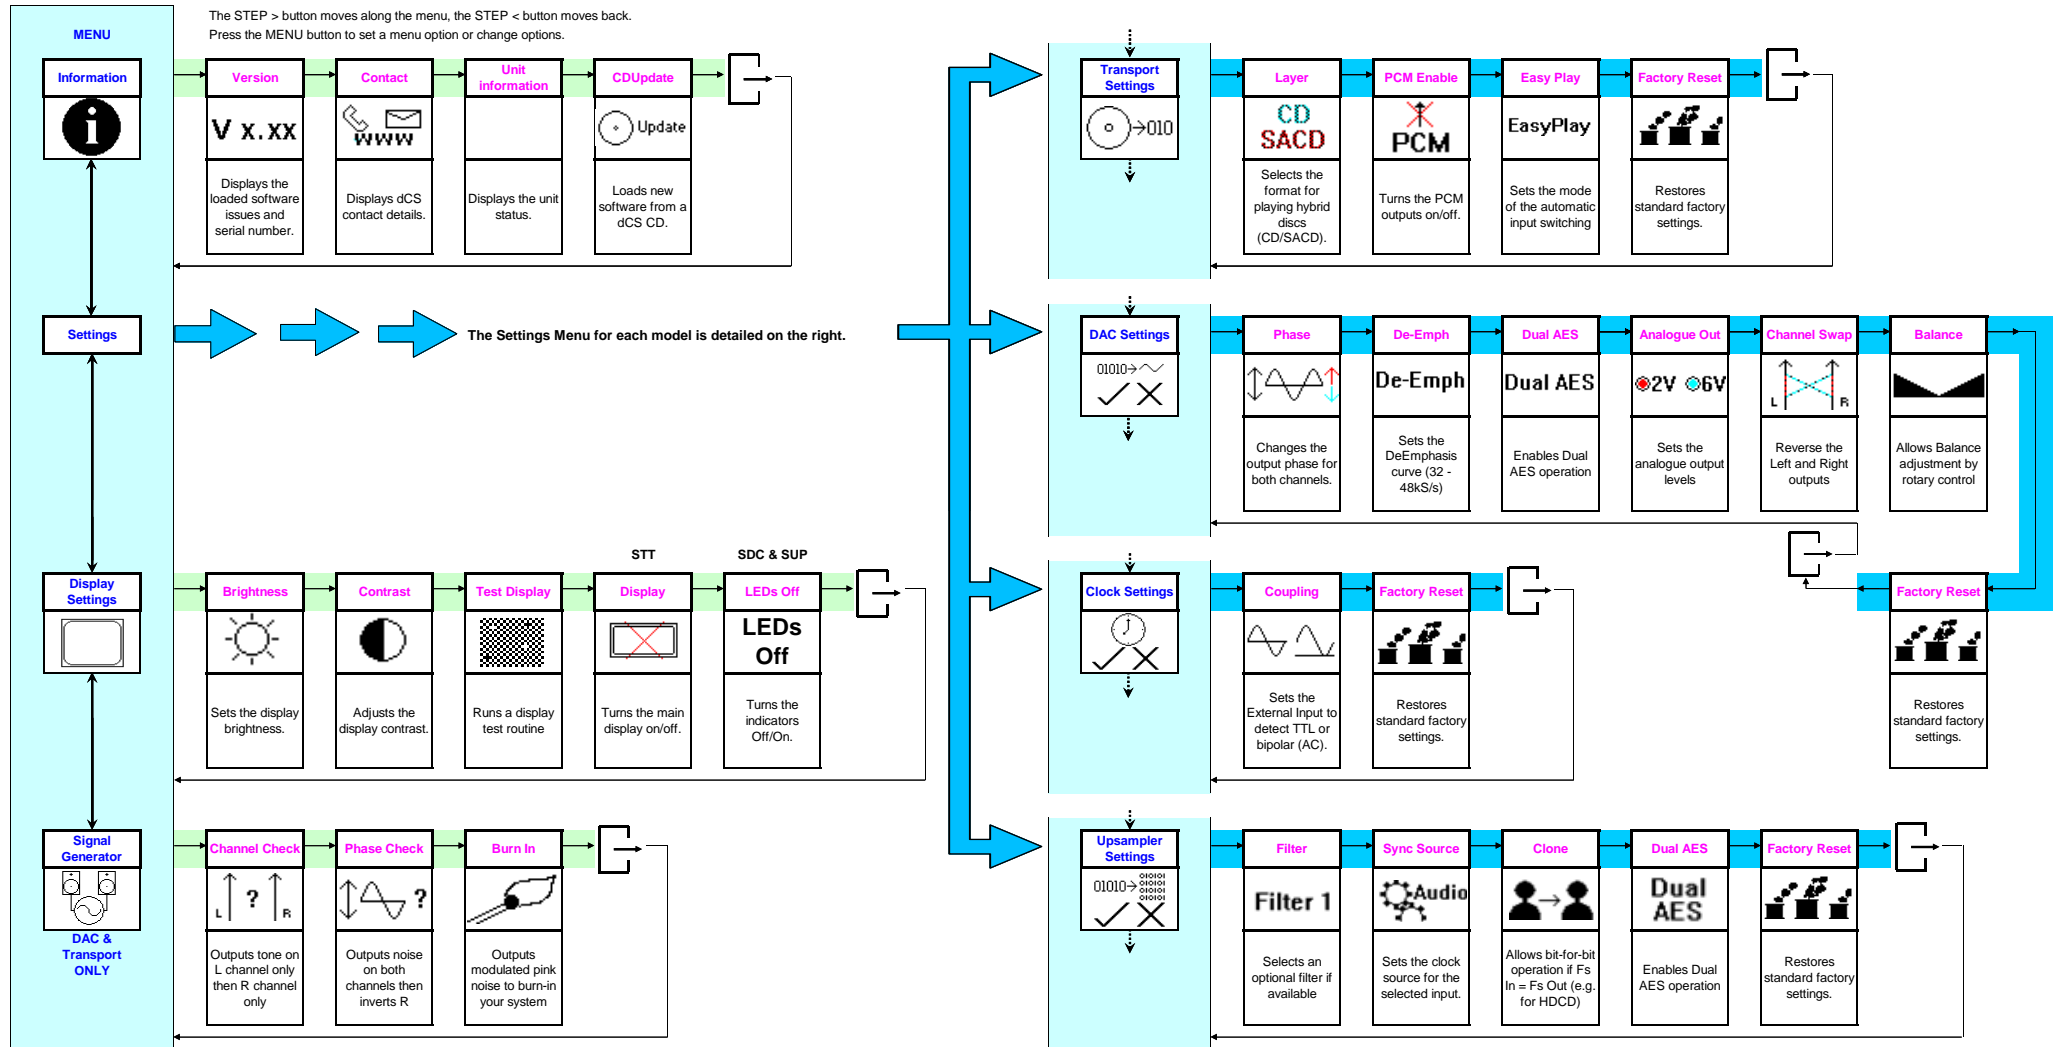 The STEP > button moves along the menu, the STEP < button moves back.
Press the MENU button to set a menu option or change options.
MENU
Information
Version
V x.xx
Displays the
loaded software
issues and
serial number.
Contact
www
Displays dCS
contact details.
Unit
information
Displays the unit
status.
CDUpdate
Update
Loads new
software from a
dCS CD.
Settings
The Settings Menu for each model is detailed on the right.
Display
Settings
Brightness
Sets the display
brightness.
Contrast
Adjusts the
display contrast.
Test Display
Runs a display
test routine
STT
Display
Turns the main
display on/off.
SDC & SUP
LEDs Off
LEDs
Off
Turns the
indicators
Off/On.
Signal
Generator
DAC &
Transport
ONLY
Channel Check
L ? R
Outputs tone on
L channel only
then R channel
only
Phase Check
?
Outputs noise
on both
channels then
inverts R
Burn In
Outputs
modulated pink
noise to burn-in
your system
Transport
Settings
010
Layer
CD
SACD
Selects the
format for
playing hybrid
discs
(CD/SACD).
PCM Enable
PCM
Turns the PCM
outputs on/off.
Easy Play
EasyPlay
Sets the mode
of the automatic
input switching
Factory Reset
Restores
standard factory
settings.
DAC Settings
01010
Phase
Changes the
output phase for
both channels.
De-Emph
De-Emph
Sets the
DeEmphasis
curve (32 -
48kS/s)
Dual AES
Dual AES
Enables Dual
AES operation
Analogue Out
2V 6V
Sets the
analogue output
levels
Channel Swap
L R
Reverse the
Left and Right
outputs
Balance
Allows Balance
adjustment by
rotary control
Factory Reset
Restores
standard factory
settings.
Clock Settings
Coupling
Sets the
External Input to
detect TTL or
bipolar (AC).
Factory Reset
Restores
standard factory
settings.
Upsampler
Settings
01010
01010
01010
01010
01010
Filter
Filter 1
Selects an
optional filter if
available
Sync Source
Audio
Sets the clock
source for the
selected input.
Clone
Allows bit-for-bit
operation if Fs
In = Fs Out (e.g.
for HDCD)
Dual AES
Dual
AES
Enables Dual
AES operation
Factory Reset
Restores
standard factory
settings.